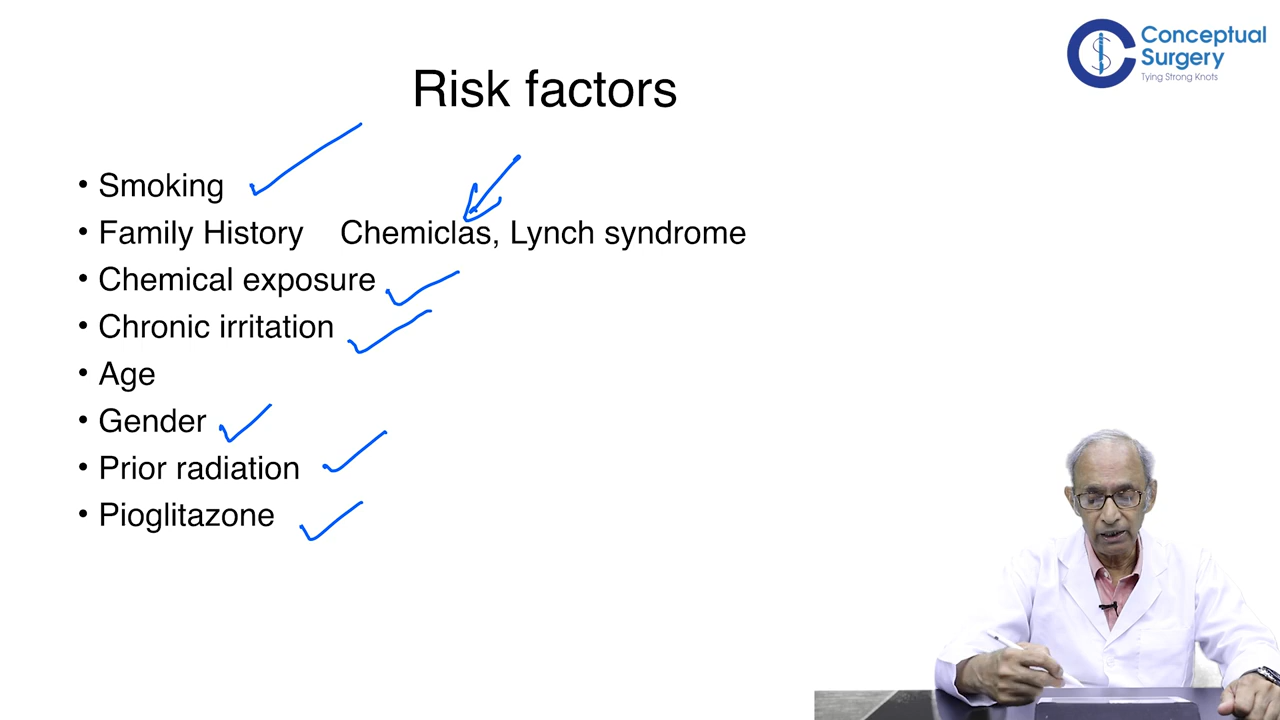 Conceptual
Surgery
Tying Strong Knots
Risk factors
• Smoking
• Family History Chemiclas, Lynch syndrome
• Chemical exposure
• Chronic irritation
• Age
• Gender
• Prior radiation
• Pioglitazone